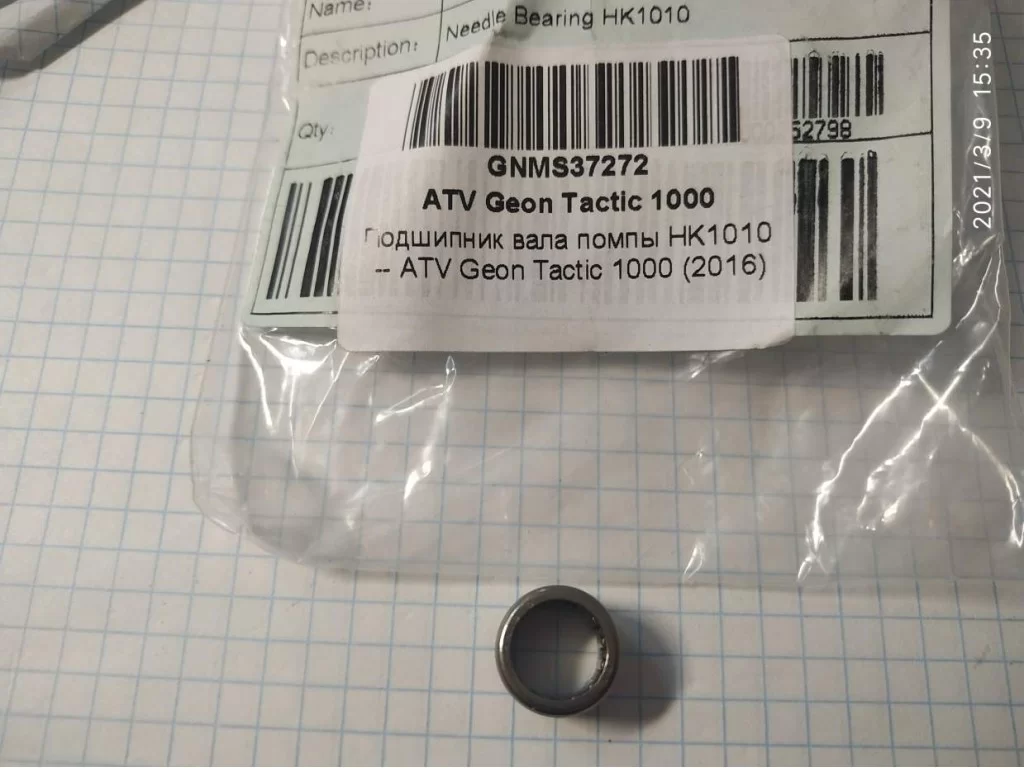 Name:
Description: Needle Bearing HK1010
Qty:
52798
GNMS37272
ATV Geon Tactic 1000
Подшипник вала помпы HK1010
-- ATV Geon Tactic 1000 (2016)
2021/3/9 15:35